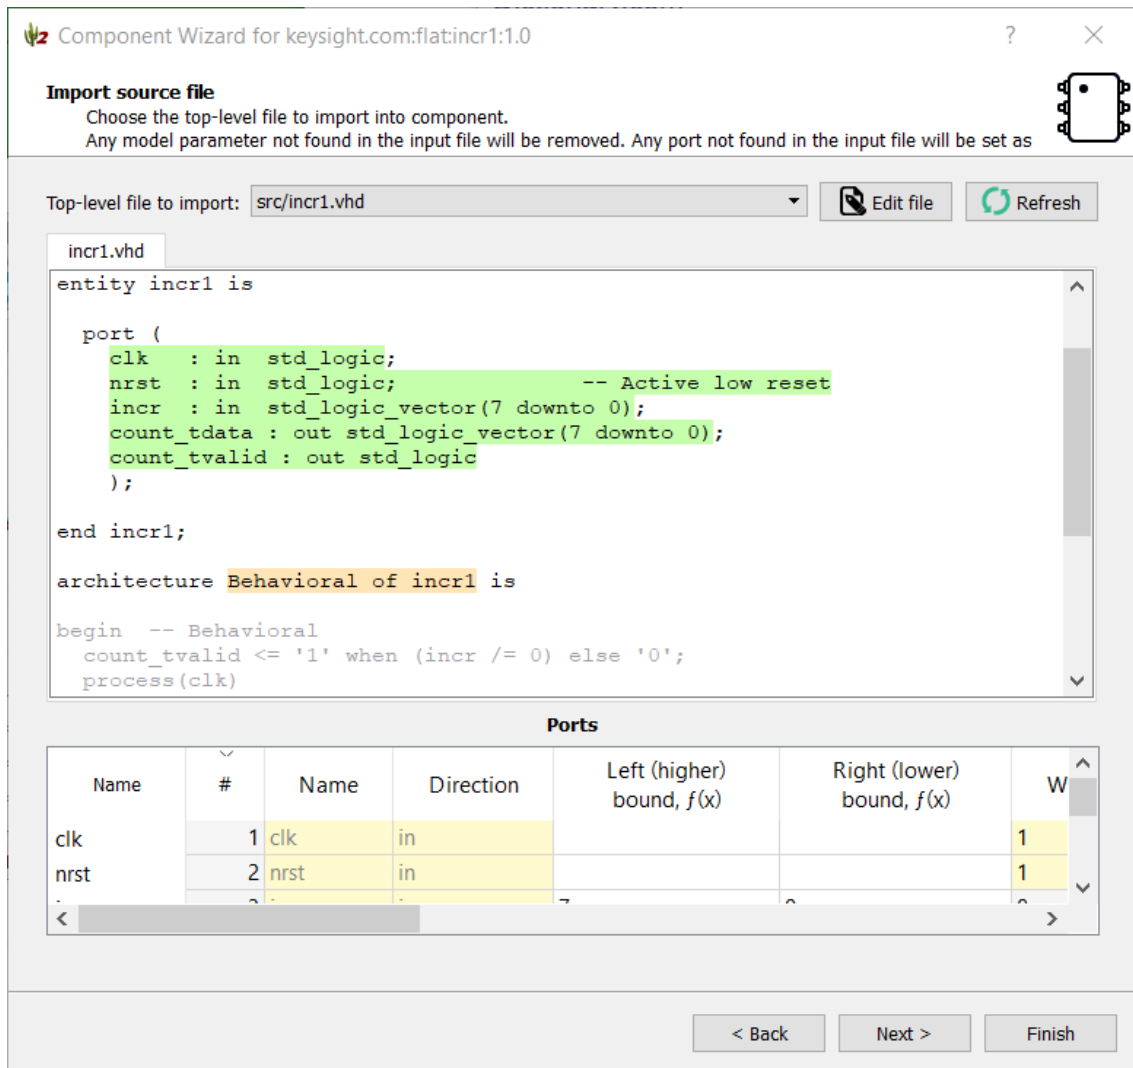 Component Wizard for keysight.com:flat:incr1:1.0 ?
Import source file
Choose the top-level file to import into component.
Any model parameter not found in the input file will be removed. Any port not found in the input file will be set as
Top-level file to import: src/incr1.vhd Edit file Refresh
incr1.vhd
entity incr1 is
port (
clk : in std_logic;
nrst : in std_logic; -- Active low reset
incr : in std_logic_vector(7 downto 0);
count_tdata : out std_logic_vector(7 downto 0);
count_tvalid : out std_logic
);
end incr1;
architecture Behavioral of incr1 is
begin -- Behavioral
count_tvalid <= '1' when (incr /= 0) else '0';
process(clk)
Ports
Name # Name Direction Left (higher) bound, ƒ(x) Right (lower) bound, ƒ(x) W
clk 1 clk in 1
nrst 2 nrst in 1
< Back Next > Finish